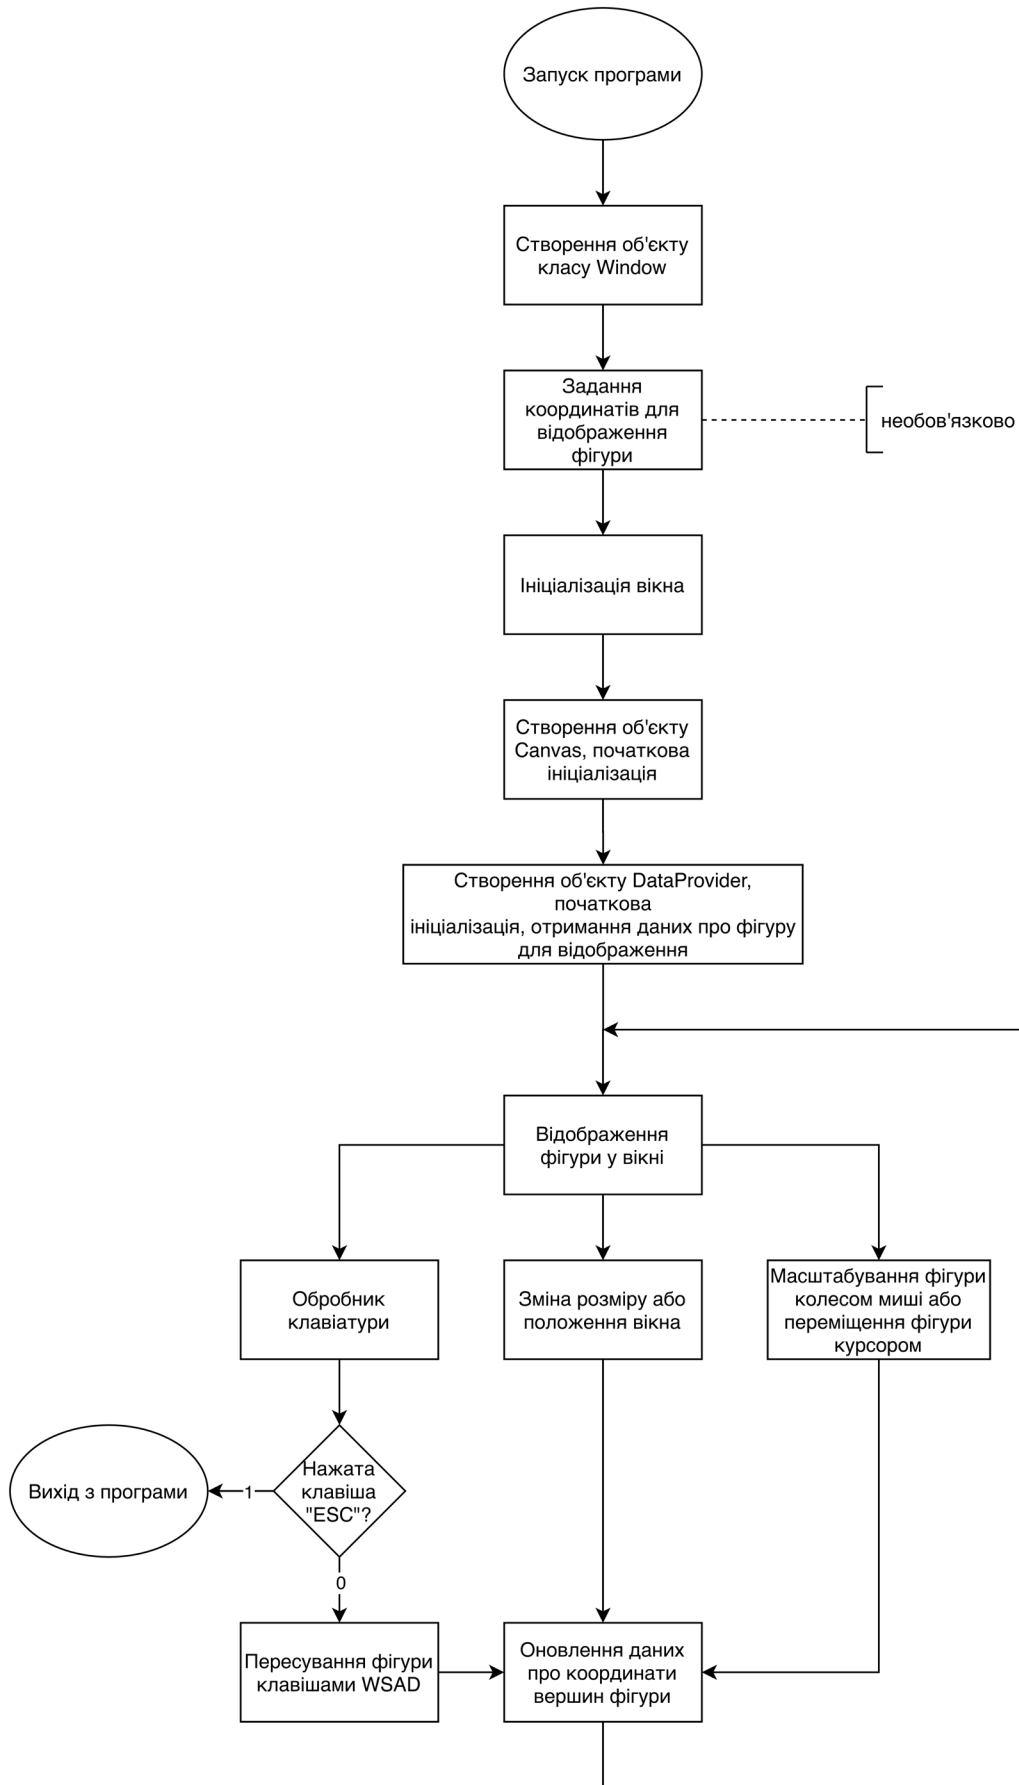 Запуск програми
Створення об'єкту
класу Window
Задання
координатів для
відображення
фігури
необов'язково
Ініціалізація вікна
Створення об'єкту
Canvas, початкова
ініціалізація
Створення об'єкту DataProvider,
початкова
ініціалізація, отримання даних про фігуру
для відображення
Відображення
фігури у вікні
Обробник
клавіатури
Зміна розміру або
положення вікна
Масштабування фігури
колесом миші або
переміщення фігури
курсором
Вихід з програми
1
Нажата
клавіша
"ESC"?
0
Пересування фігури
клавішами WSAD
Оновлення даних
про координати
вершин фігури